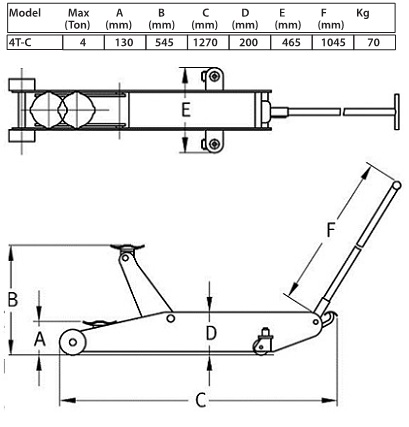 Model Max (Ton) A (mm) B (mm) C (mm) D (mm) E (mm) F (mm) Kg
4T-C 4 130 545 1270 200 465 1045 70
E
F
B
A
D
C